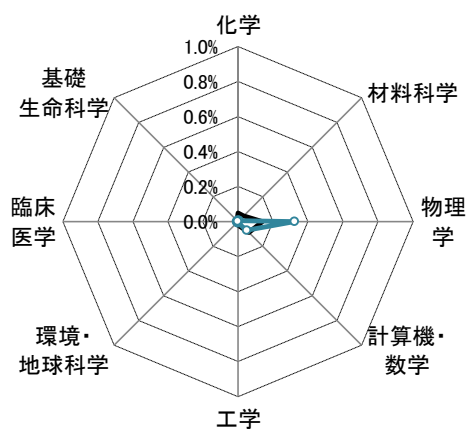 化学
1.0%
0.8%
0.6%
0.4%
0.2%
0.0%
材料科学
物理
学
計算機・
数学
工学
環境・
地球科学
臨床
医学
基礎
生命科学